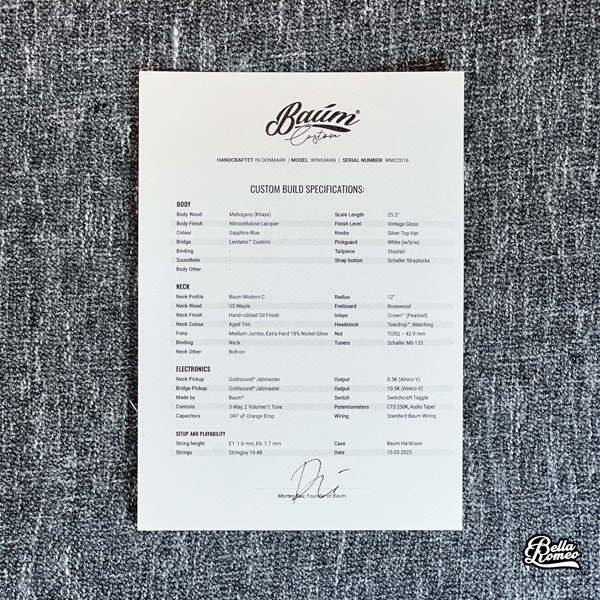 Baúm®
Custom
HANDCRAFTET IN DENMARK | MODEL: WINGMAN | SERIAL NUMBER: WM22016
CUSTOM BUILD SPECIFICATIONS:
BODY
Body Wood Mahogany (Khaya) Scale Length 25.5"
Body Finish Nitrocellulose Lacquer Finish Level Vintage Gloss
Colour Sapphire Blue Knobs Silver Top Hat
Bridge Levitator™ Custom Pickguard White (w/b/w)
Binding - Tailpiece Stoptail
Soundhole - Strap button Schaller Straplocks
Body Other -
NECK
Neck Profile Baum Modern C Radius 12"
Neck Wood US Maple Fretboard Rosewood
Neck Finish Hand-rubbed Oil Finish Inlays Crown™ (Pearloid)
Neck Colour Aged Tint Headstock Teardrop™, Matching
Frets Medium Jumbo, Extra Hard 18% Nickel-Silver Nut TUSQ – 42.9 mm
Binding Neck Tuners Schaller M6 135
Neck Other Bolt-on
ELECTRONICS
Neck Pickup Goldsound® Jabmaster Output 8.5K (Alnico V)
Bridge Pickup Goldsound® Jabmaster Output 10.5K (Alnico V)
Made by Baum® Switch Switchcraft Toggle
Controls 3-Way, 2 Volume/1 Tone Potentiometers CTS 250K, Audio Taper
Capacitors .047 uF Orange Drop Wiring Standard Baum Wiring
SETUP AND PLAYABILITY
String height E1: 1.6 mm, E6: 1.7 mm Case Baum Hardcase
Strings Stringjoy 10-48 Date 10.03.2023
Morten Bau, Founder of Baum
Bella
Romeo